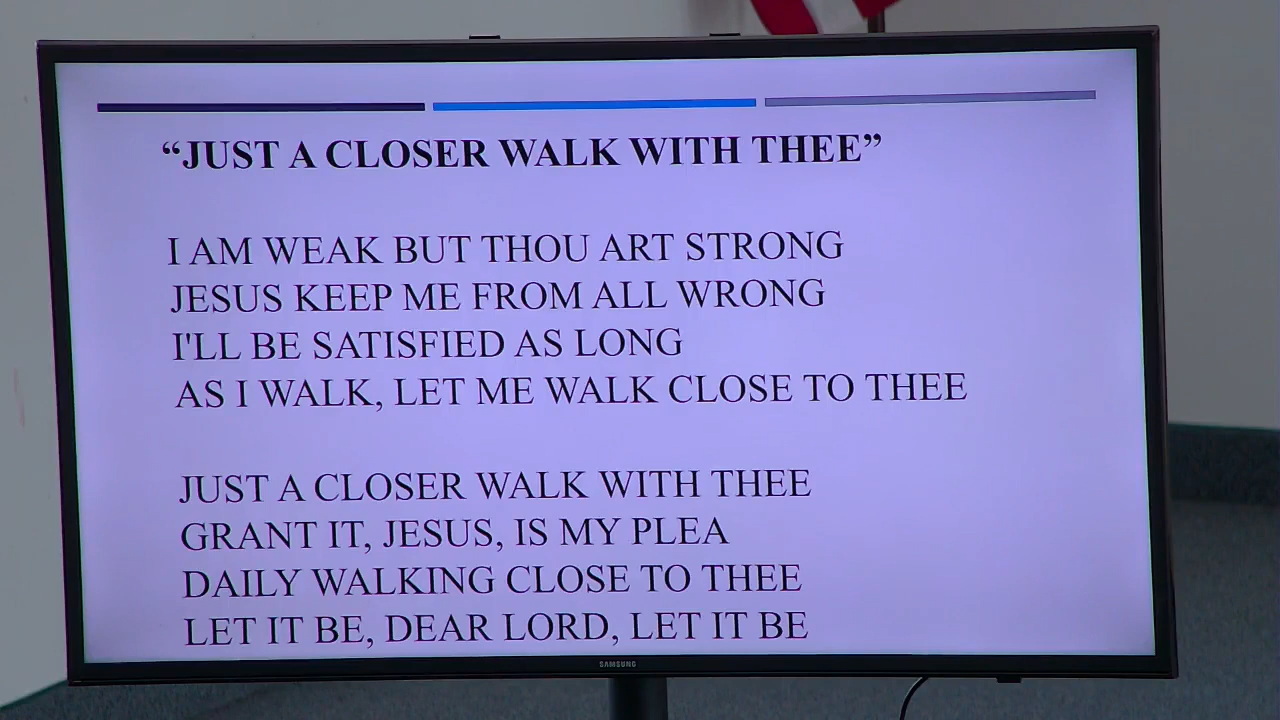 “JUST A CLOSER WALK WITH THEE”
I AM WEAK BUT THOU ART STRONG
JESUS KEEP ME FROM ALL WRONG
I'LL BE SATISFIED AS LONG
AS I WALK, LET ME WALK CLOSE TO THEE
JUST A CLOSER WALK WITH THEE
GRANT IT, JESUS, IS MY PLEA
DAILY WALKING CLOSE TO THEE
LET IT BE, DEAR LORD, LET IT BE
SAMSUNG